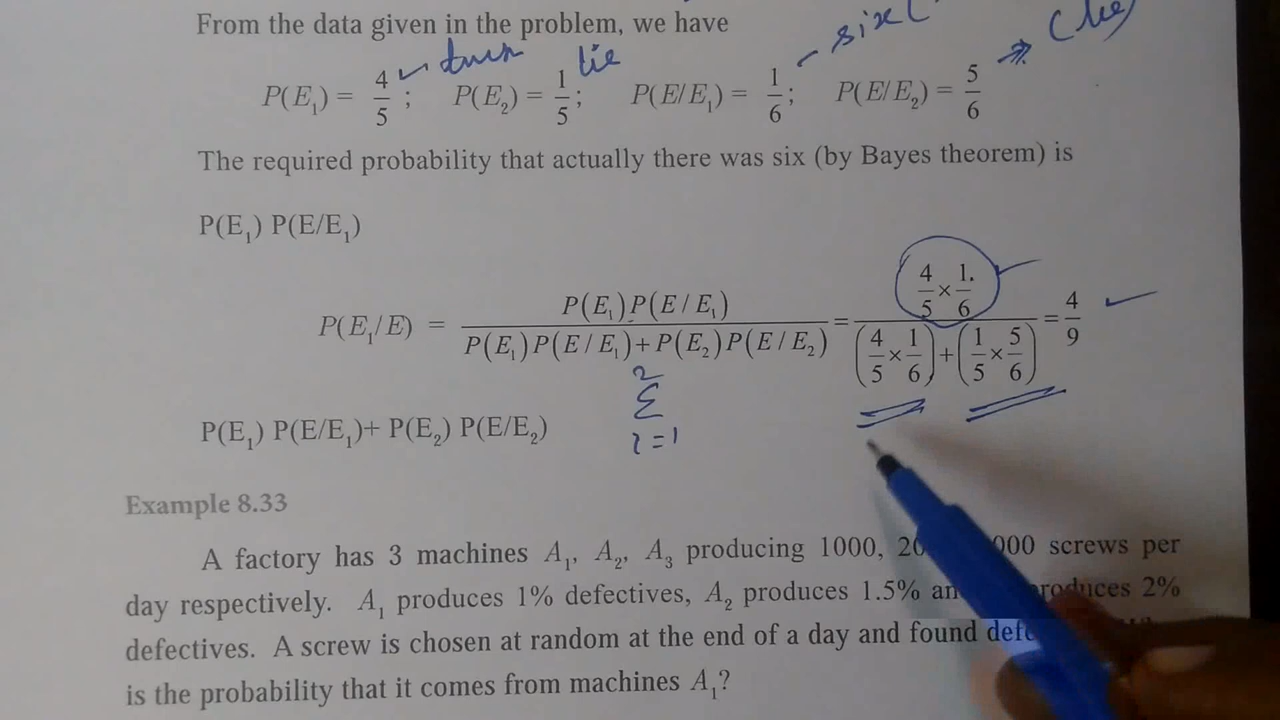 From the data given in the problem, we have
lie six( (lie)
P(E₁) = 4/5 ; P(E₂) = 1/5; P(E/E₁) = 1/6; P(E/E₂) = 5/6
The required probability that actually there was six (by Bayes theorem) is
P(E₁) P(E/E₁)
P(E₁/E) = P(E₁)P(E/E₁) / P(E₁)P(E/E₁)+P(E₂)P(E/E₂) = 4/5 × 1/6 / (4/5 × 1/6) + (1/5 × 5/6) = 4/9
2
Σ
i=1
P(E₁) P(E/E₁)+ P(E₂) P(E/E₂)
Example 8.33
A factory has 3 machines A₁, A₂, A₃ producing 1000, 20 000 screws per
day respectively. A₁ produces 1% defectives, A₂ produces 1.5% an roduces 2%
defectives. A screw is chosen at random at the end of a day and found def
is the probability that it comes from machines A₁?